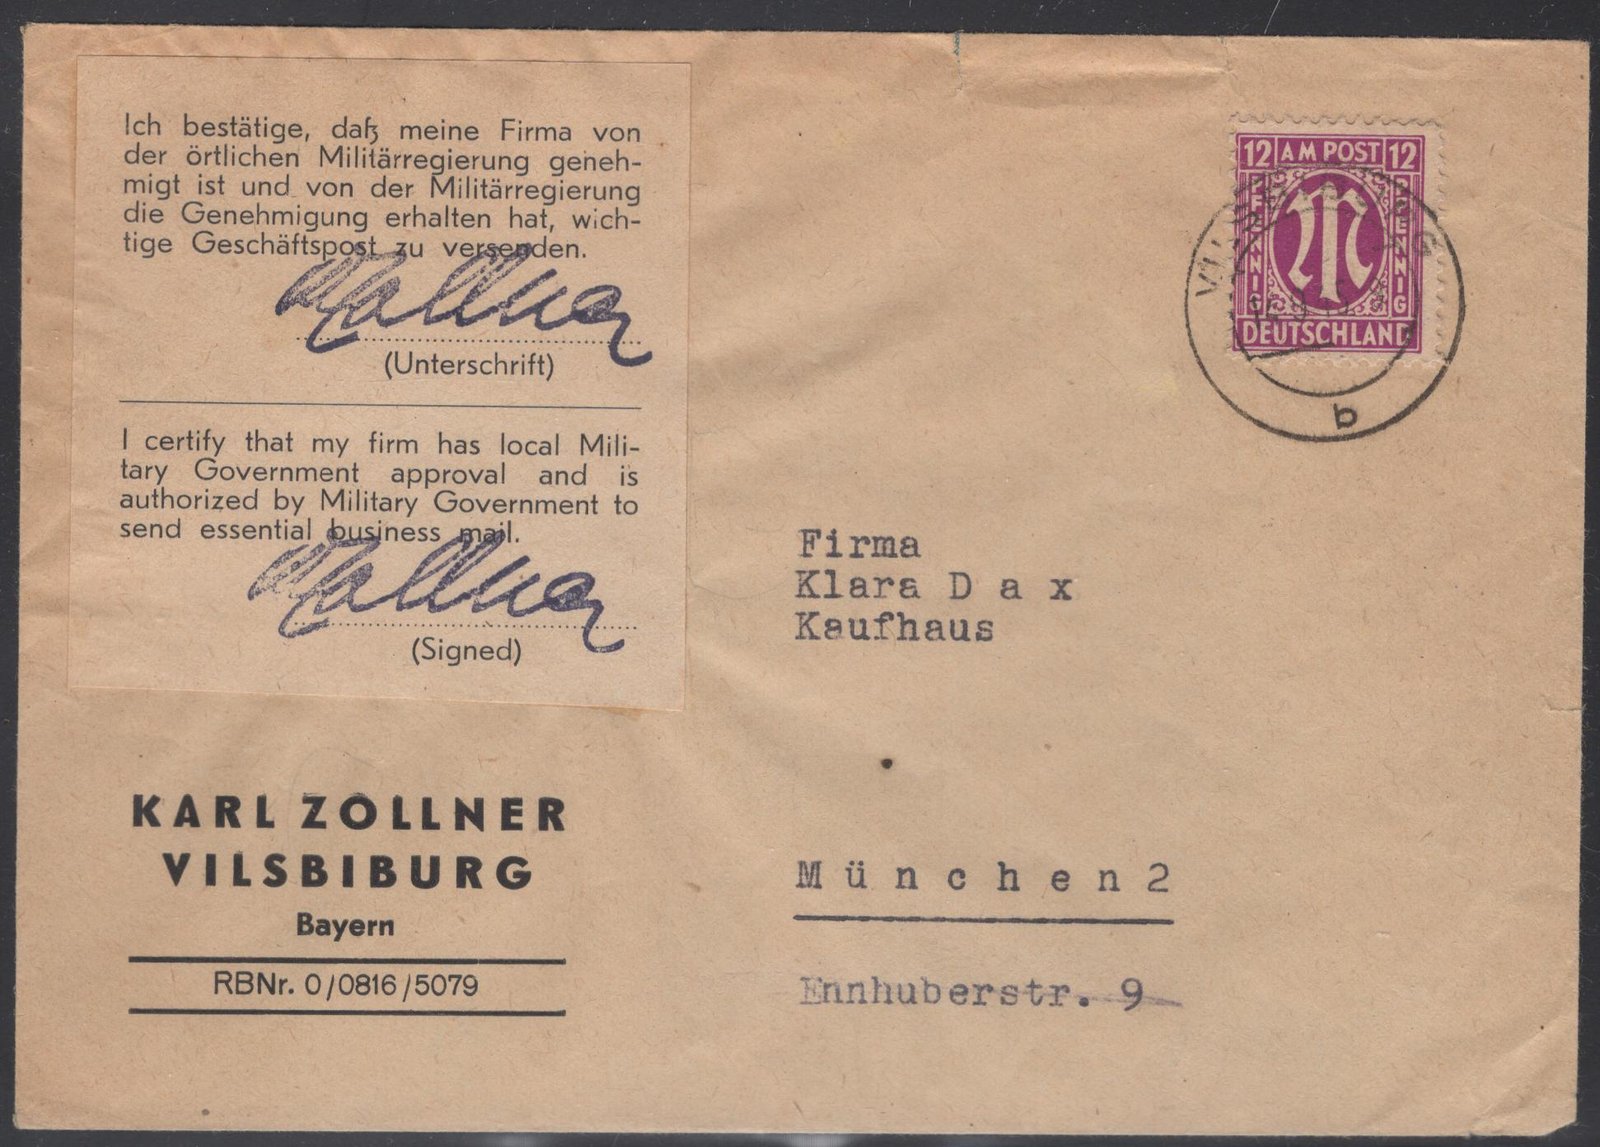 Ich bestätige, daß meine Firma von
der örtlichen Militärregierung geneh-
migt ist und von der Militärregierung
die Genehmigung erhalten hat, wich-
tige Geschäftspost zu versenden.
Zollner
(Unterschrift)
I certify that my firm has local Mili-
tary Government approval and is
authorized by Military Government to
send essential business mail.
Zollner
(Signed)
KARL ZOLLNER
VILSBIBURG
Bayern
RBNr. 0/0816/5079
12 AM POST 12
PFENNIG
PFENNIG
M
DEUTSCHLAND
VILSBIBURG
b
Firma
Klara D a x
Kaufhaus
M ü n c h e n 2
Ennhuberstr. 9